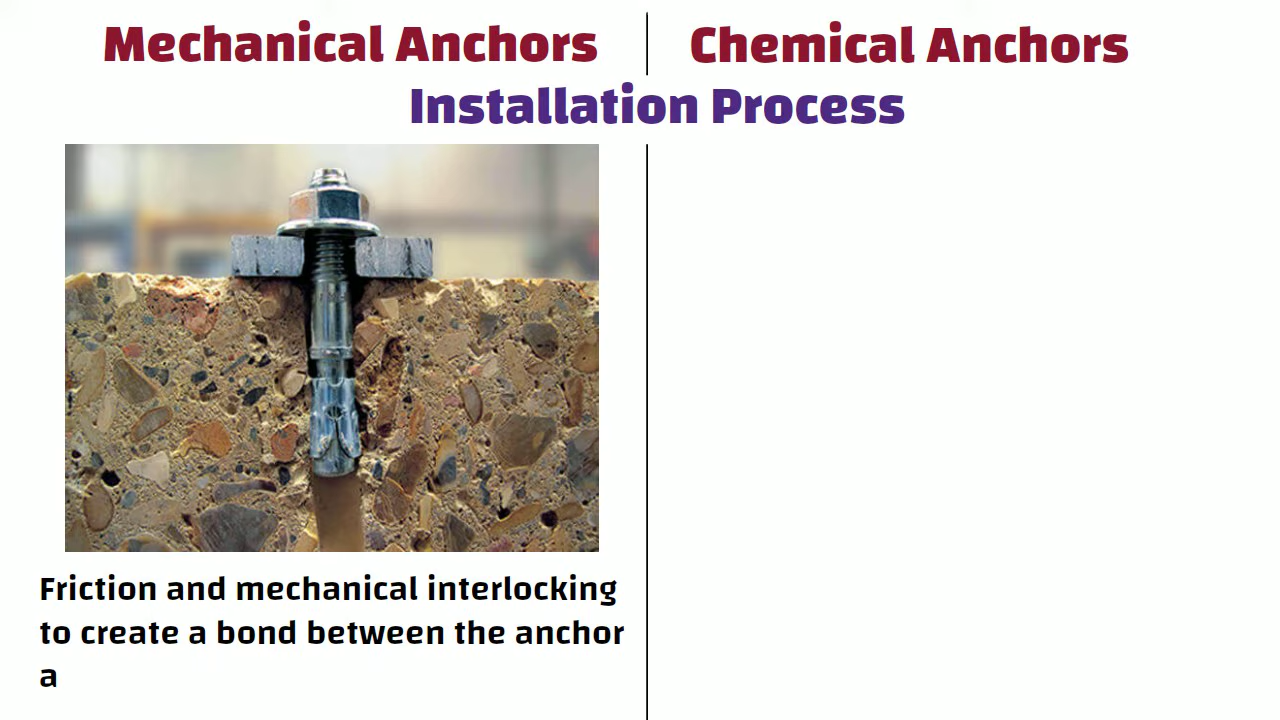 Mechanical Anchors
Chemical Anchors
Installation Process
Friction and mechanical interlocking
to create a bond between the anchor
a